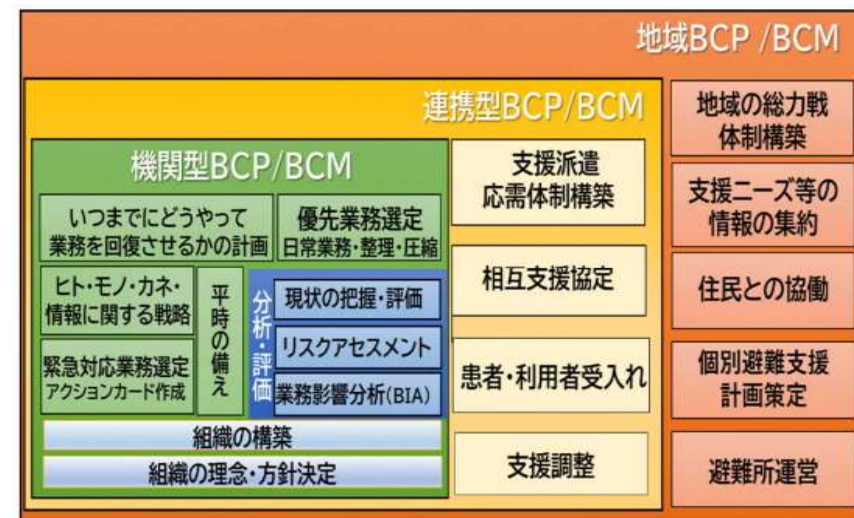 地域BCP /BCM
連携型BCP/BCM
機関型BCP/BCM
いつまでにどうやって
業務を回復させるかの計画
優先業務選定
日常業務・整理・圧縮
ヒト・モノ・カネ・
情報に関する戦略
緊急対応業務選定
アクションカード作成
平時の備え
分析・評価
現状の把握・評価
リスクアセスメント
業務影響分析(BIA)
組織の構築
組織の理念・方針決定
支援派遣
応需体制構築
相互支援協定
患者・利用者受入れ
支援調整
地域の総力戦
体制構築
支援ニーズ等の
情報の集約
住民との協働
個別避難支援
計画策定
避難所運営